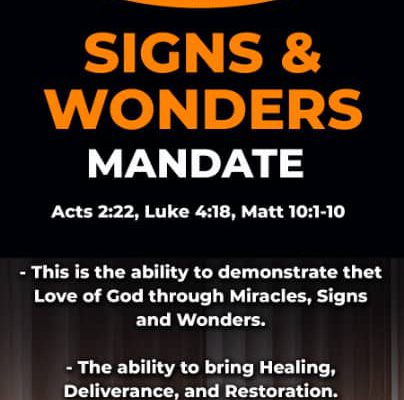 SIGNS &
WONDERS
MANDATE
Acts 2:22, Luke 4:18, Matt 10:1-10
- This is the ability to demonstrate thet
Love of God through Miracles, Signs
and Wonders.
- The ability to bring Healing,
Deliverance, and Restoration.